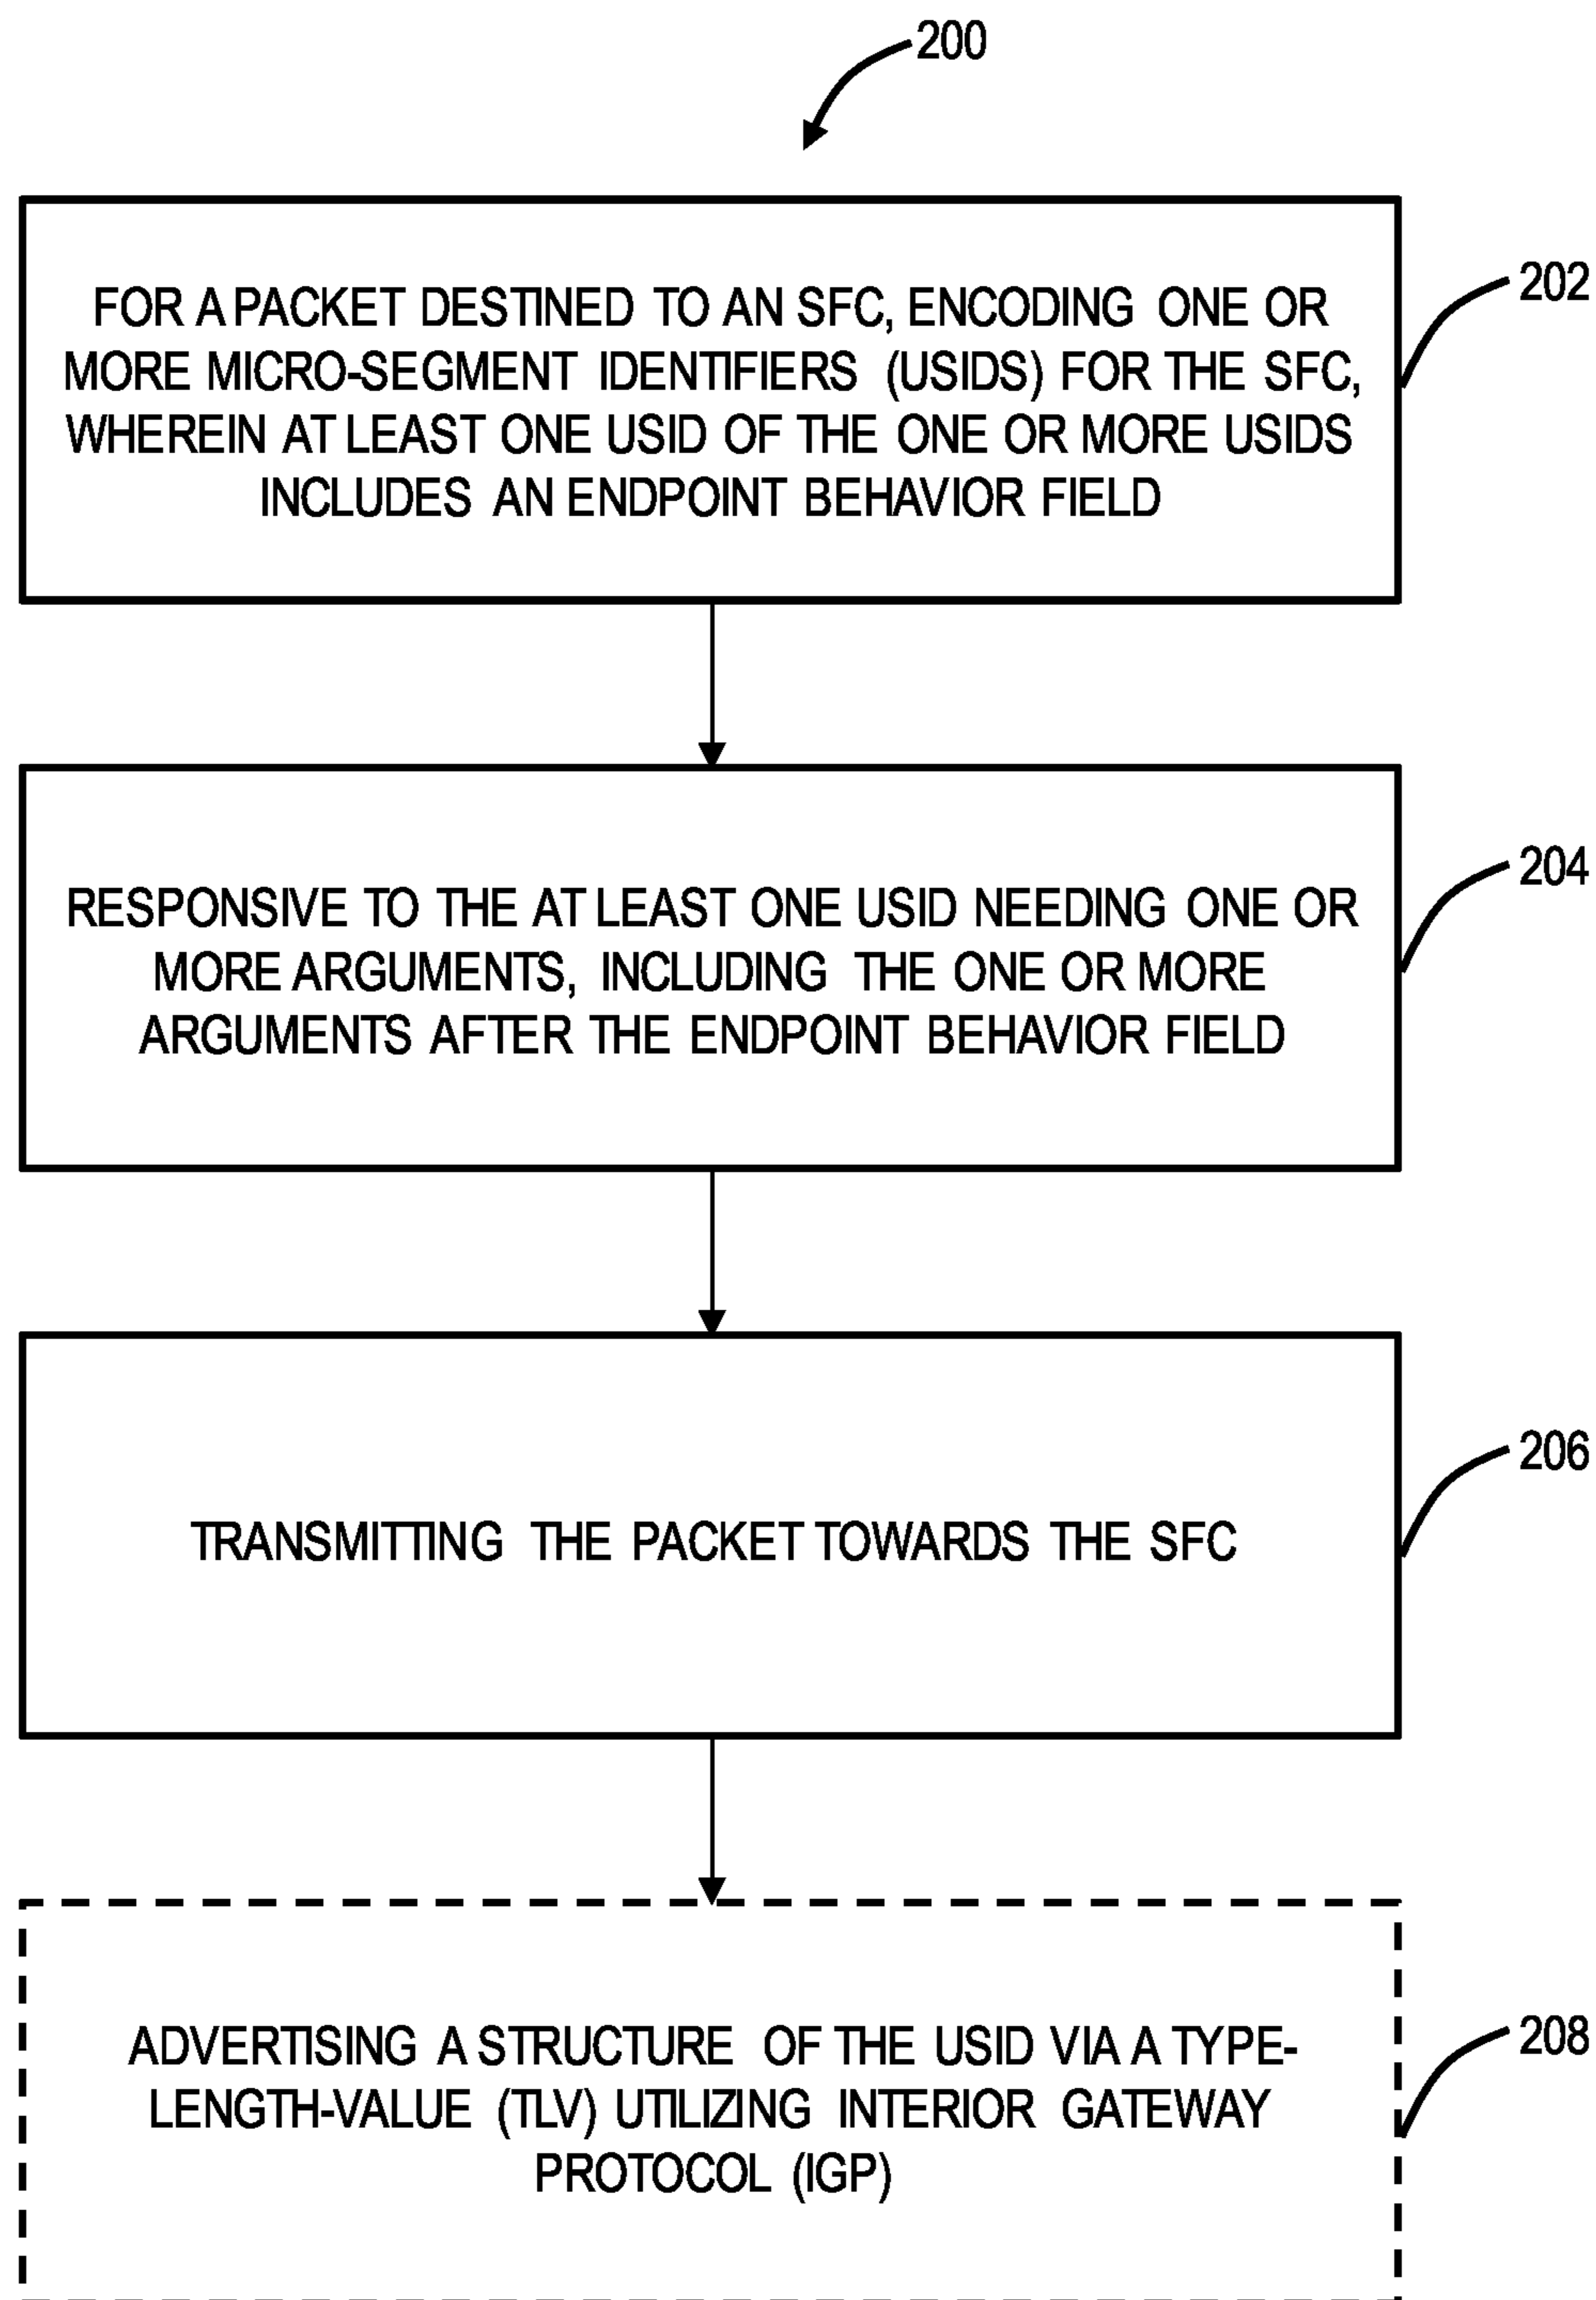 200
FOR A PACKET DESTINED TO AN SFC, ENCODING ONE OR
MORE MICRO-SEGMENT IDENTIFIERS (USIDS) FOR THE SFC,
WHEREIN AT LEAST ONE USID OF THE ONE OR MORE USIDS
INCLUDES AN ENDPOINT BEHAVIOR FIELD
202
RESPONSIVE TO THE AT LEAST ONE USID NEEDING ONE OR
MORE ARGUMENTS, INCLUDING THE ONE OR MORE
ARGUMENTS AFTER THE ENDPOINT BEHAVIOR FIELD
204
TRANSMITTING THE PACKET TOWARDS THE SFC
206
ADVERTISING A STRUCTURE OF THE USID VIA A TYPE-
LENGTH-VALUE (TLV) UTILIZING INTERIOR GATEWAY
PROTOCOL (IGP)
208